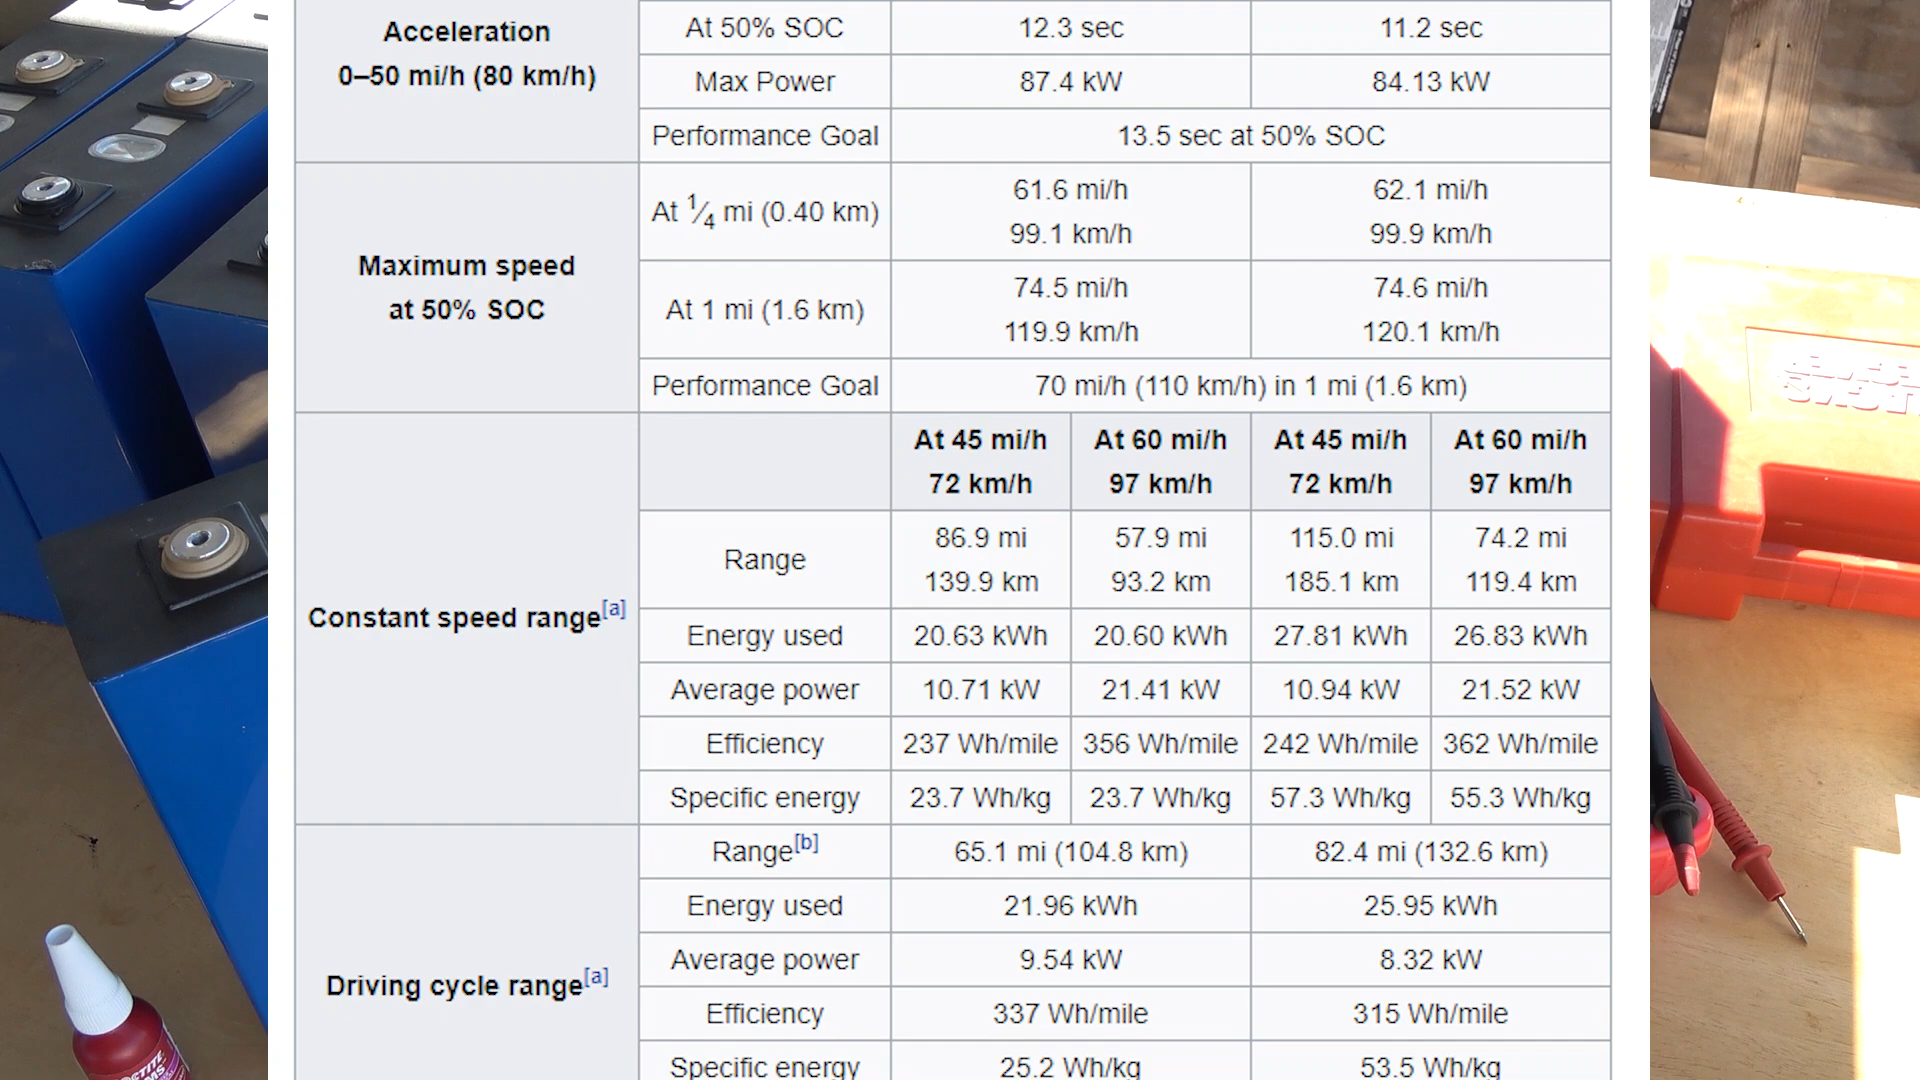 Acceleration
0–50 mi/h (80 km/h)
At 50% SOC
12.3 sec
11.2 sec
Max Power
87.4 kW
84.13 kW
Performance Goal
13.5 sec at 50% SOC
Maximum speed
at 50% SOC
At 1⁄4 mi (0.40 km)
61.6 mi/h
99.1 km/h
62.1 mi/h
99.9 km/h
At 1 mi (1.6 km)
74.5 mi/h
119.9 km/h
74.6 mi/h
120.1 km/h
Performance Goal
70 mi/h (110 km/h) in 1 mi (1.6 km)
Constant speed range[a]
At 45 mi/h
72 km/h
At 60 mi/h
97 km/h
At 45 mi/h
72 km/h
At 60 mi/h
97 km/h
Range
86.9 mi
139.9 km
57.9 mi
93.2 km
115.0 mi
185.1 km
74.2 mi
119.4 km
Energy used
20.63 kWh
20.60 kWh
27.81 kWh
26.83 kWh
Average power
10.71 kW
21.41 kW
10.94 kW
21.52 kW
Efficiency
237 Wh/mile
356 Wh/mile
242 Wh/mile
362 Wh/mile
Specific energy
23.7 Wh/kg
23.7 Wh/kg
57.3 Wh/kg
55.3 Wh/kg
Driving cycle range[a]
Range[b]
65.1 mi (104.8 km)
82.4 mi (132.6 km)
Energy used
21.96 kWh
25.95 kWh
Average power
9.54 kW
8.32 kW
Efficiency
337 Wh/mile
315 Wh/mile
Specific energy
25.2 Wh/kg
53.5 Wh/kg